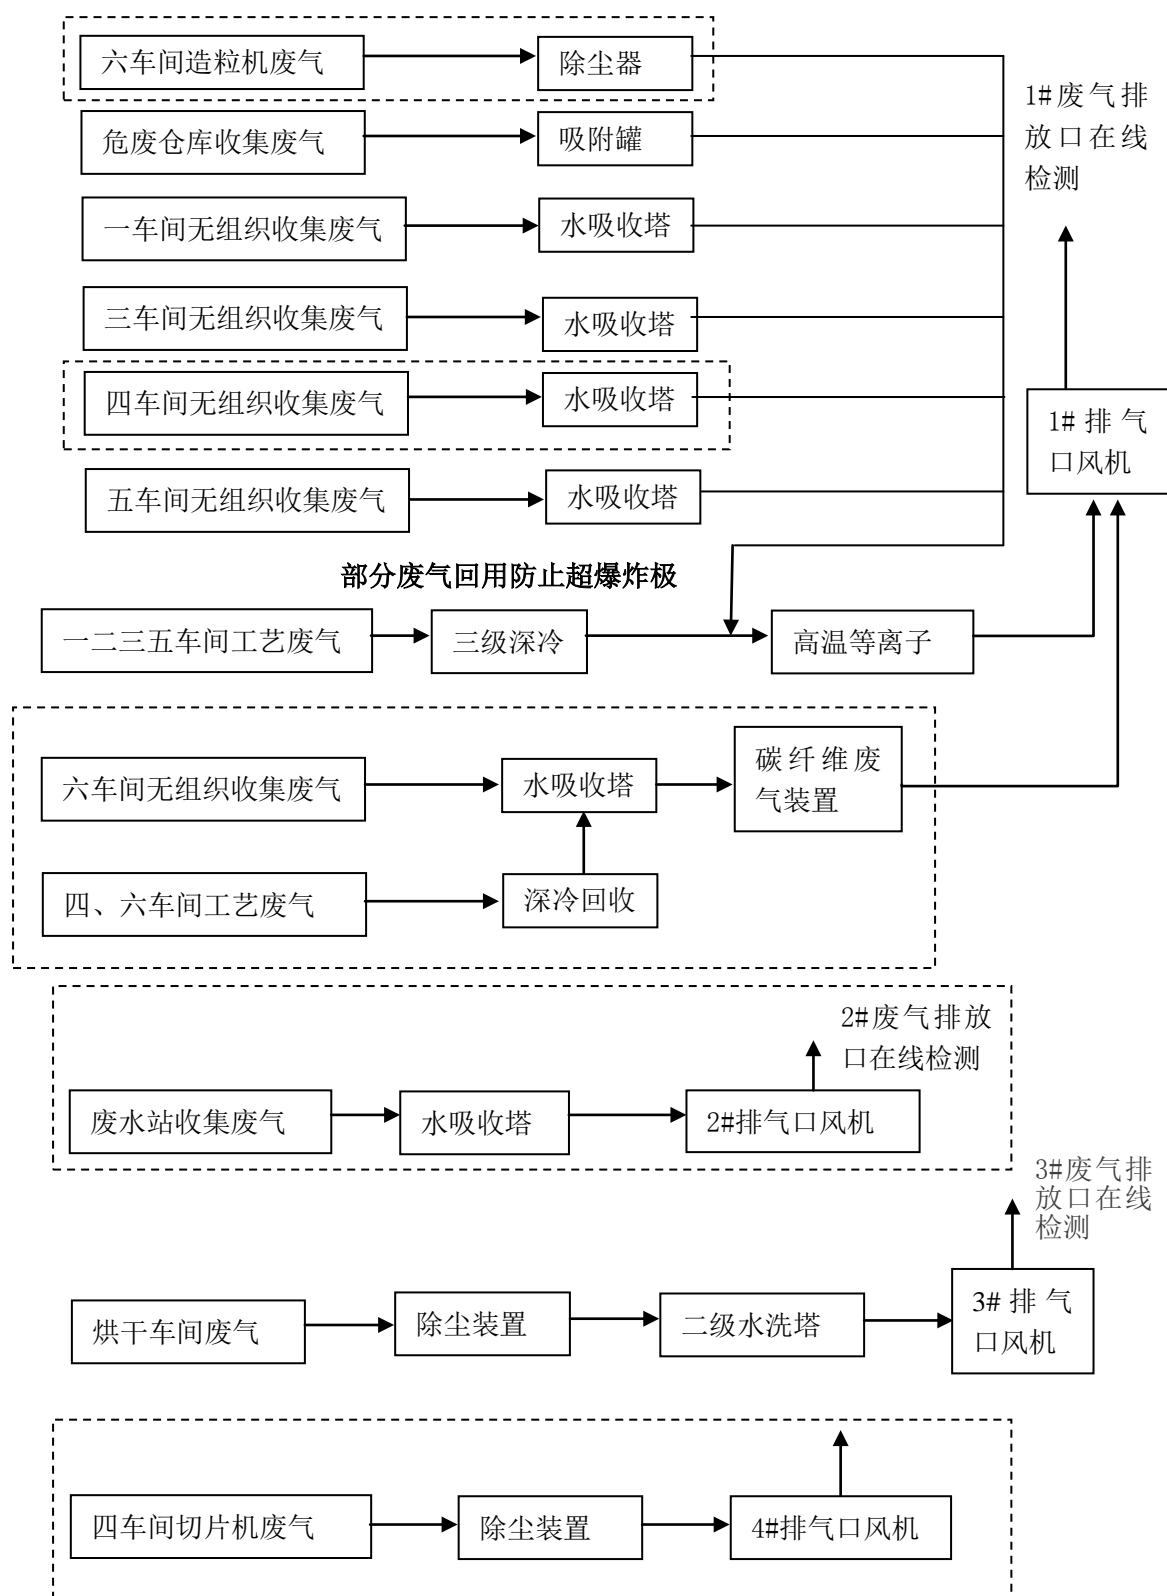 六车间造粒机废气
除尘器
1#废气排
放口在线
检测
危废仓库收集废气
吸附罐
一车间无组织收集废气
水吸收塔
三车间无组织收集废气
水吸收塔
四车间无组织收集废气
水吸收塔
1#排气
口风机
五车间无组织收集废气
水吸收塔
部分废气回用防止超爆炸极
一二三五车间工艺废气
三级深冷
高温等离子
六车间无组织收集废气
水吸收塔
碳纤维废
气装置
四、六车间工艺废气
深冷回收
2#废气排放
口在线检测
废水站收集废气
水吸收塔
2#排气口风机
3#废气排
放口在线
检测
烘干车间废气
除尘装置
二级水洗塔
3#排气
口风机
四车间切片机废气
除尘装置
4#排气口风机